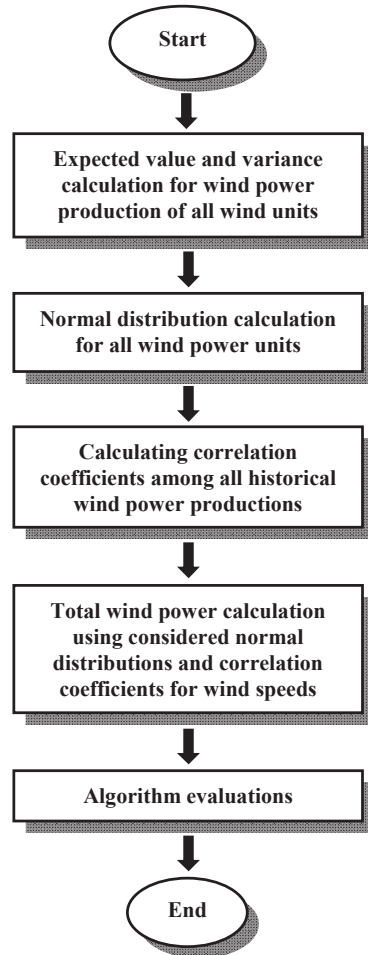 Start
Expected value and variance
calculation for wind power
production of all wind units
Normal distribution calculation
for all wind power units
Calculating correlation
coefficients among all historical
wind power productions
Total wind power calculation
using considered normal
distributions and correlation
coefficients for wind speeds
Algorithm evaluations
End